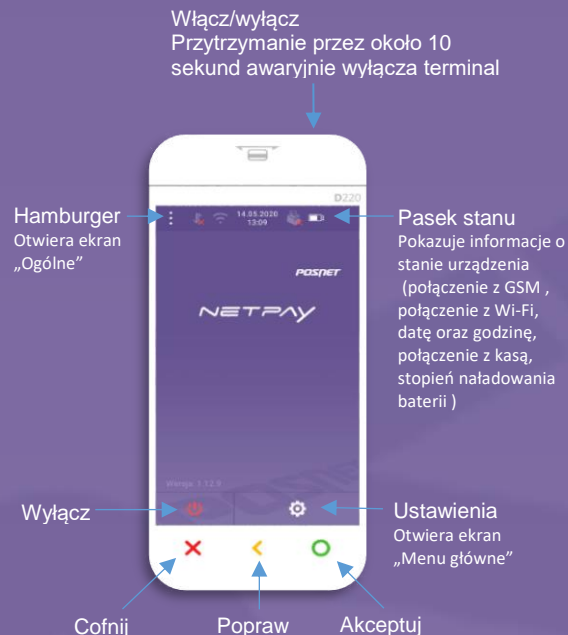 Włącz/wyłącz
Przytrzymanie przez około 10
sekund awaryjnie wyłącza terminal
D220
14.05.2020
13:09
Hamburger
Otwiera ekran
„Ogólne”
Pasek stanu
Pokazuje informacje o
stanie urządzenia
(połączenie z GSM ,
połączenie z Wi-Fi,
datę oraz godzinę,
połączenie z kasą,
stopień naładowania
baterii )
POSNET
NETPAY
Wersja: 3.12.9
Wyłącz
Ustawienia
Otwiera ekran
„Menu główne”
Cofnij
Popraw
Akceptuj